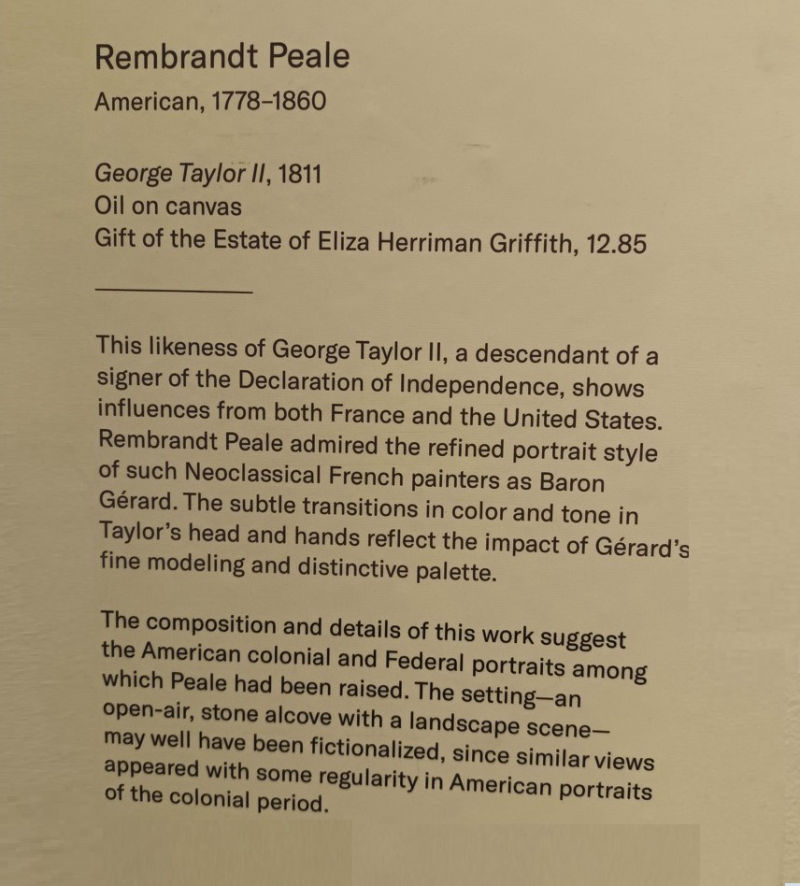 Rembrandt Peale
American, 1778–1860
George Taylor II, 1811
Oil on canvas
Gift of the Estate of Eliza Herriman Griffith, 12.85
This likeness of George Taylor II, a descendant of a
signer of the Declaration of Independence, shows
influences from both France and the United States.
Rembrandt Peale admired the refined portrait style
of such Neoclassical French painters as Baron
Gérard. The subtle transitions in color and tone in
Taylor’s head and hands reflect the impact of Gérard’s
fine modeling and distinctive palette.
The composition and details of this work suggest
the American colonial and Federal portraits among
which Peale had been raised. The setting—an
open-air, stone alcove with a landscape scene—
may well have been fictionalized, since similar views
appeared with some regularity in American portraits
of the colonial period.